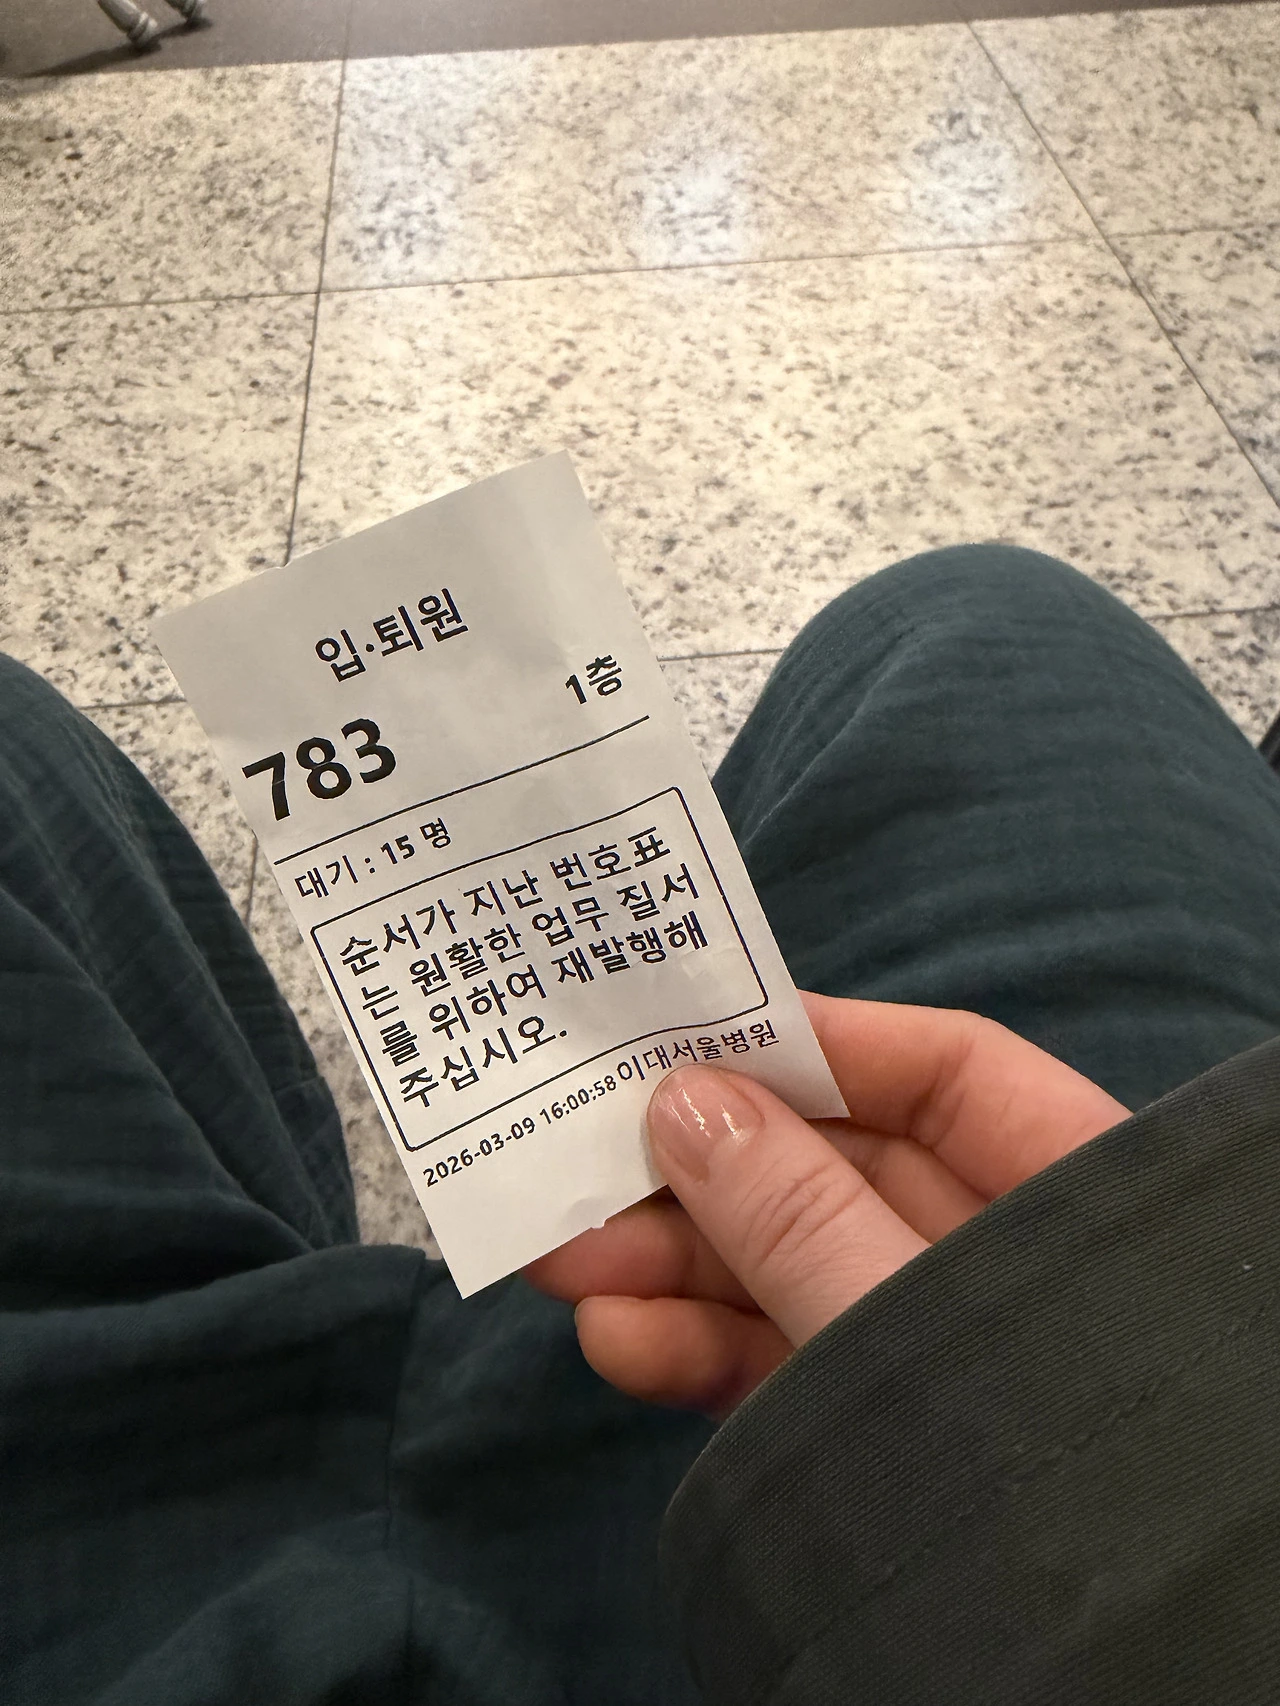 입·퇴원
1층
783
대기 : 15 명
순서가 지난 번호표
는 원활한 업무 질서
를 위하여 재발행해
주십시오.
2026-03-09 16:00:58 이대서울병원